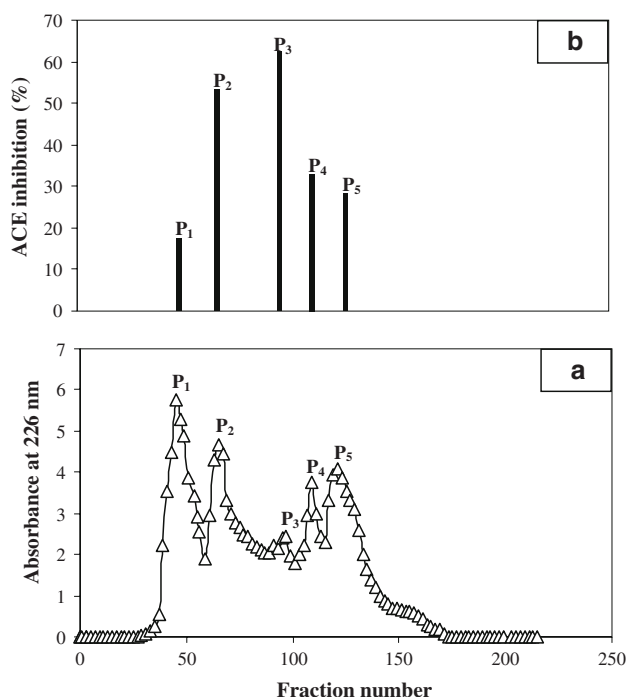 70
60
50
40
30
20
10
0
ACE inhibition (%)
b
P1
P2
P3
P4
P5
7
6
5
4
3
2
1
0
Absorbance at 226 nm
a
P1
P2
P3
P4
P5
0 50 100 150 200 250
Fraction number